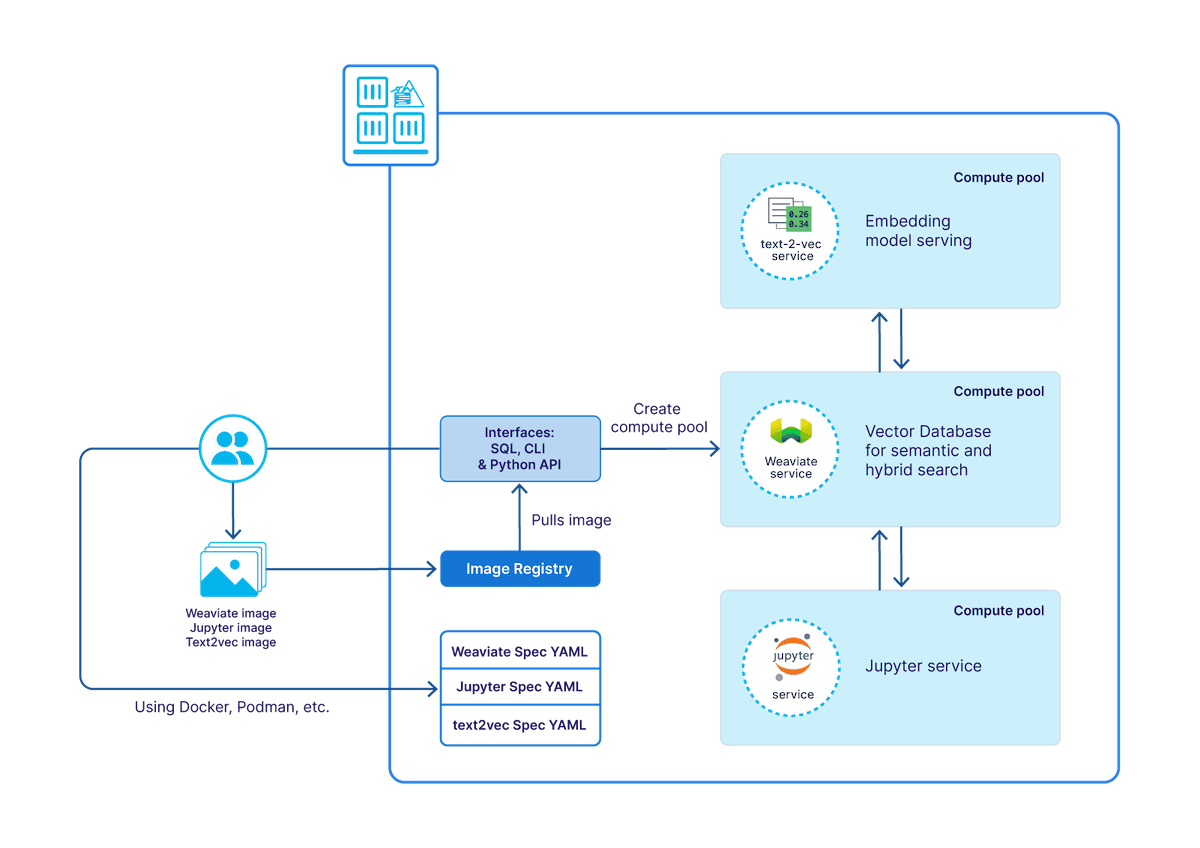 Compute pool
0.26
0.34
text-2-vec
service
Embedding
model serving
Create
compute pool
Interfaces:
SQL, CLI
& Python API
Compute pool
Weaviate
service
Vector Database
for semantic and
hybrid search
Pulls image
Image Registry
Weaviate image
Jupyter image
Text2vec image
Weaviate Spec YAML
Jupyter Spec YAML
text2vec Spec YAML
Using Docker, Podman, etc.
Compute pool
jupyter
service
Jupyter service